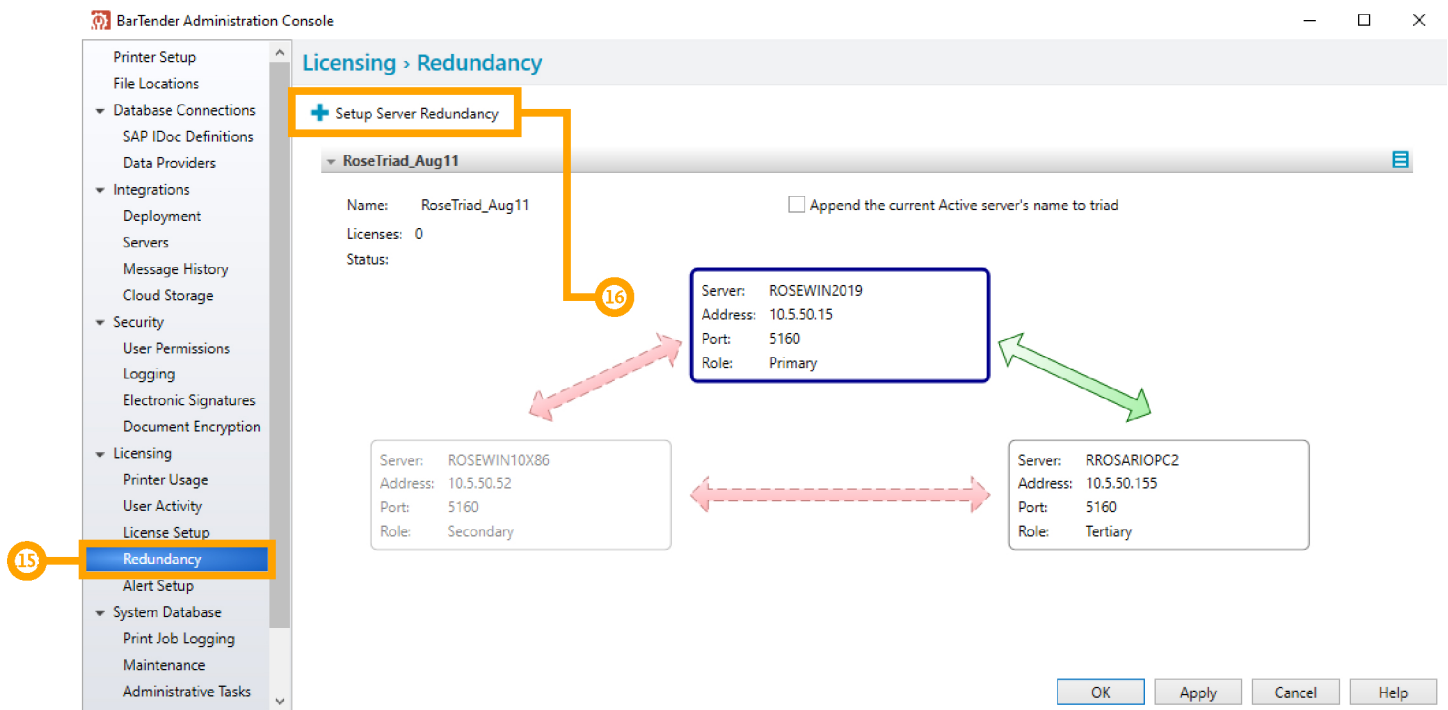 BarTender Administration Console
Printer Setup
File Locations
Database Connections
SAP IDoc Definitions
Data Providers
Integrations
Deployment
Servers
Message History
Cloud Storage
Security
User Permissions
Logging
Electronic Signatures
Document Encryption
Licensing
Printer Usage
User Activity
License Setup
15
Redundancy
Alert Setup
System Database
Print Job Logging
Maintenance
Administrative Tasks
Licensing › Redundancy
Setup Server Redundancy
16
RoseTriad_Aug11
Name: RoseTriad_Aug11
Append the current Active server's name to triad
Licenses: 0
Status:
Server: ROSEWIN2019
Address: 10.5.50.15
Port: 5160
Role: Primary
Server: ROSEWIN10X86
Address: 10.5.50.52
Port: 5160
Role: Secondary
Server: RROSARIOPC2
Address: 10.5.50.155
Port: 5160
Role: Tertiary
OK
Apply
Cancel
Help